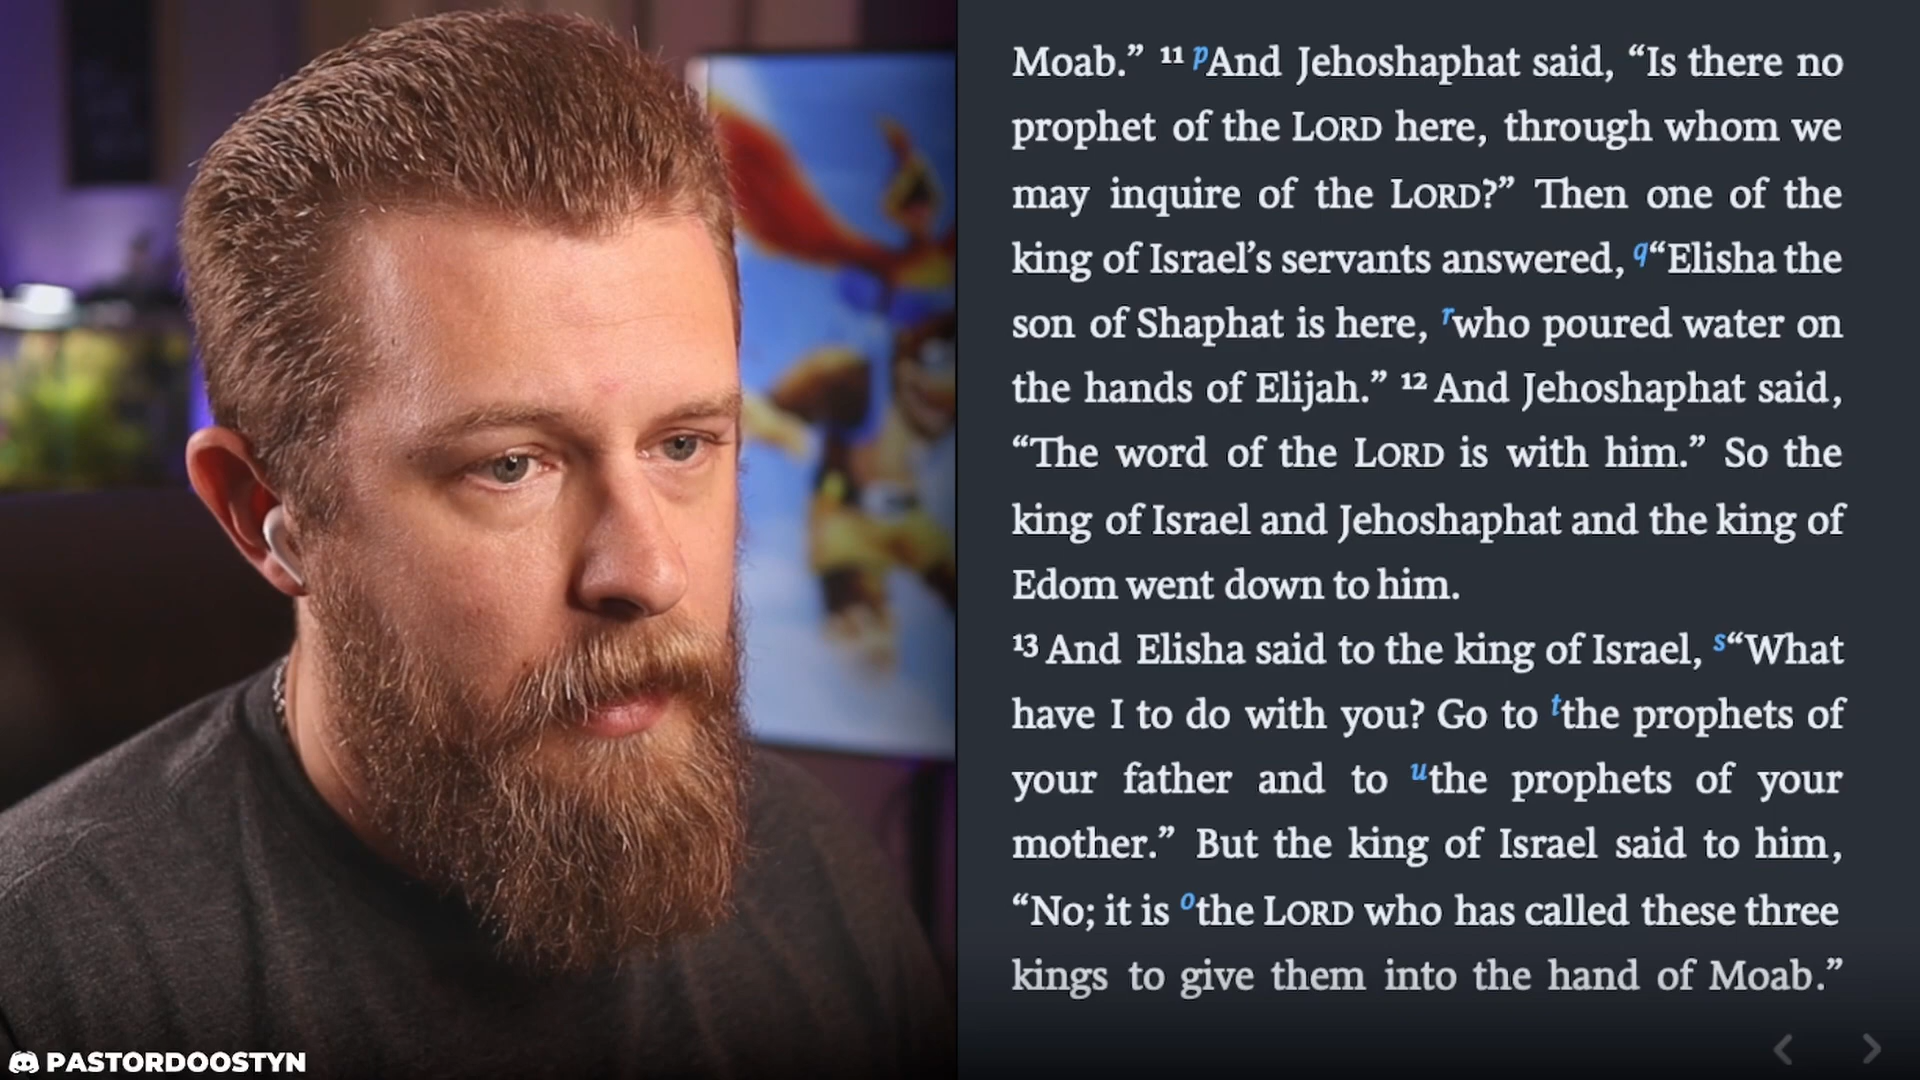 Moab.” 11 pAnd Jehoshaphat said, “Is there no
prophet of the LORD here, through whom we
may inquire of the LORD?” Then one of the
king of Israel’s servants answered, q“Elisha the
son of Shaphat is here, rwho poured water on
the hands of Elijah.” 12 And Jehoshaphat said,
“The word of the LORD is with him.” So the
king of Israel and Jehoshaphat and the king of
Edom went down to him.
13 And Elisha said to the king of Israel, s“What
have I to do with you? Go to tthe prophets of
your father and to uthe prophets of your
mother.” But the king of Israel said to him,
“No; it is othe LORD who has called these three
kings to give them into the hand of Moab.”
PASTORDOOSTYN